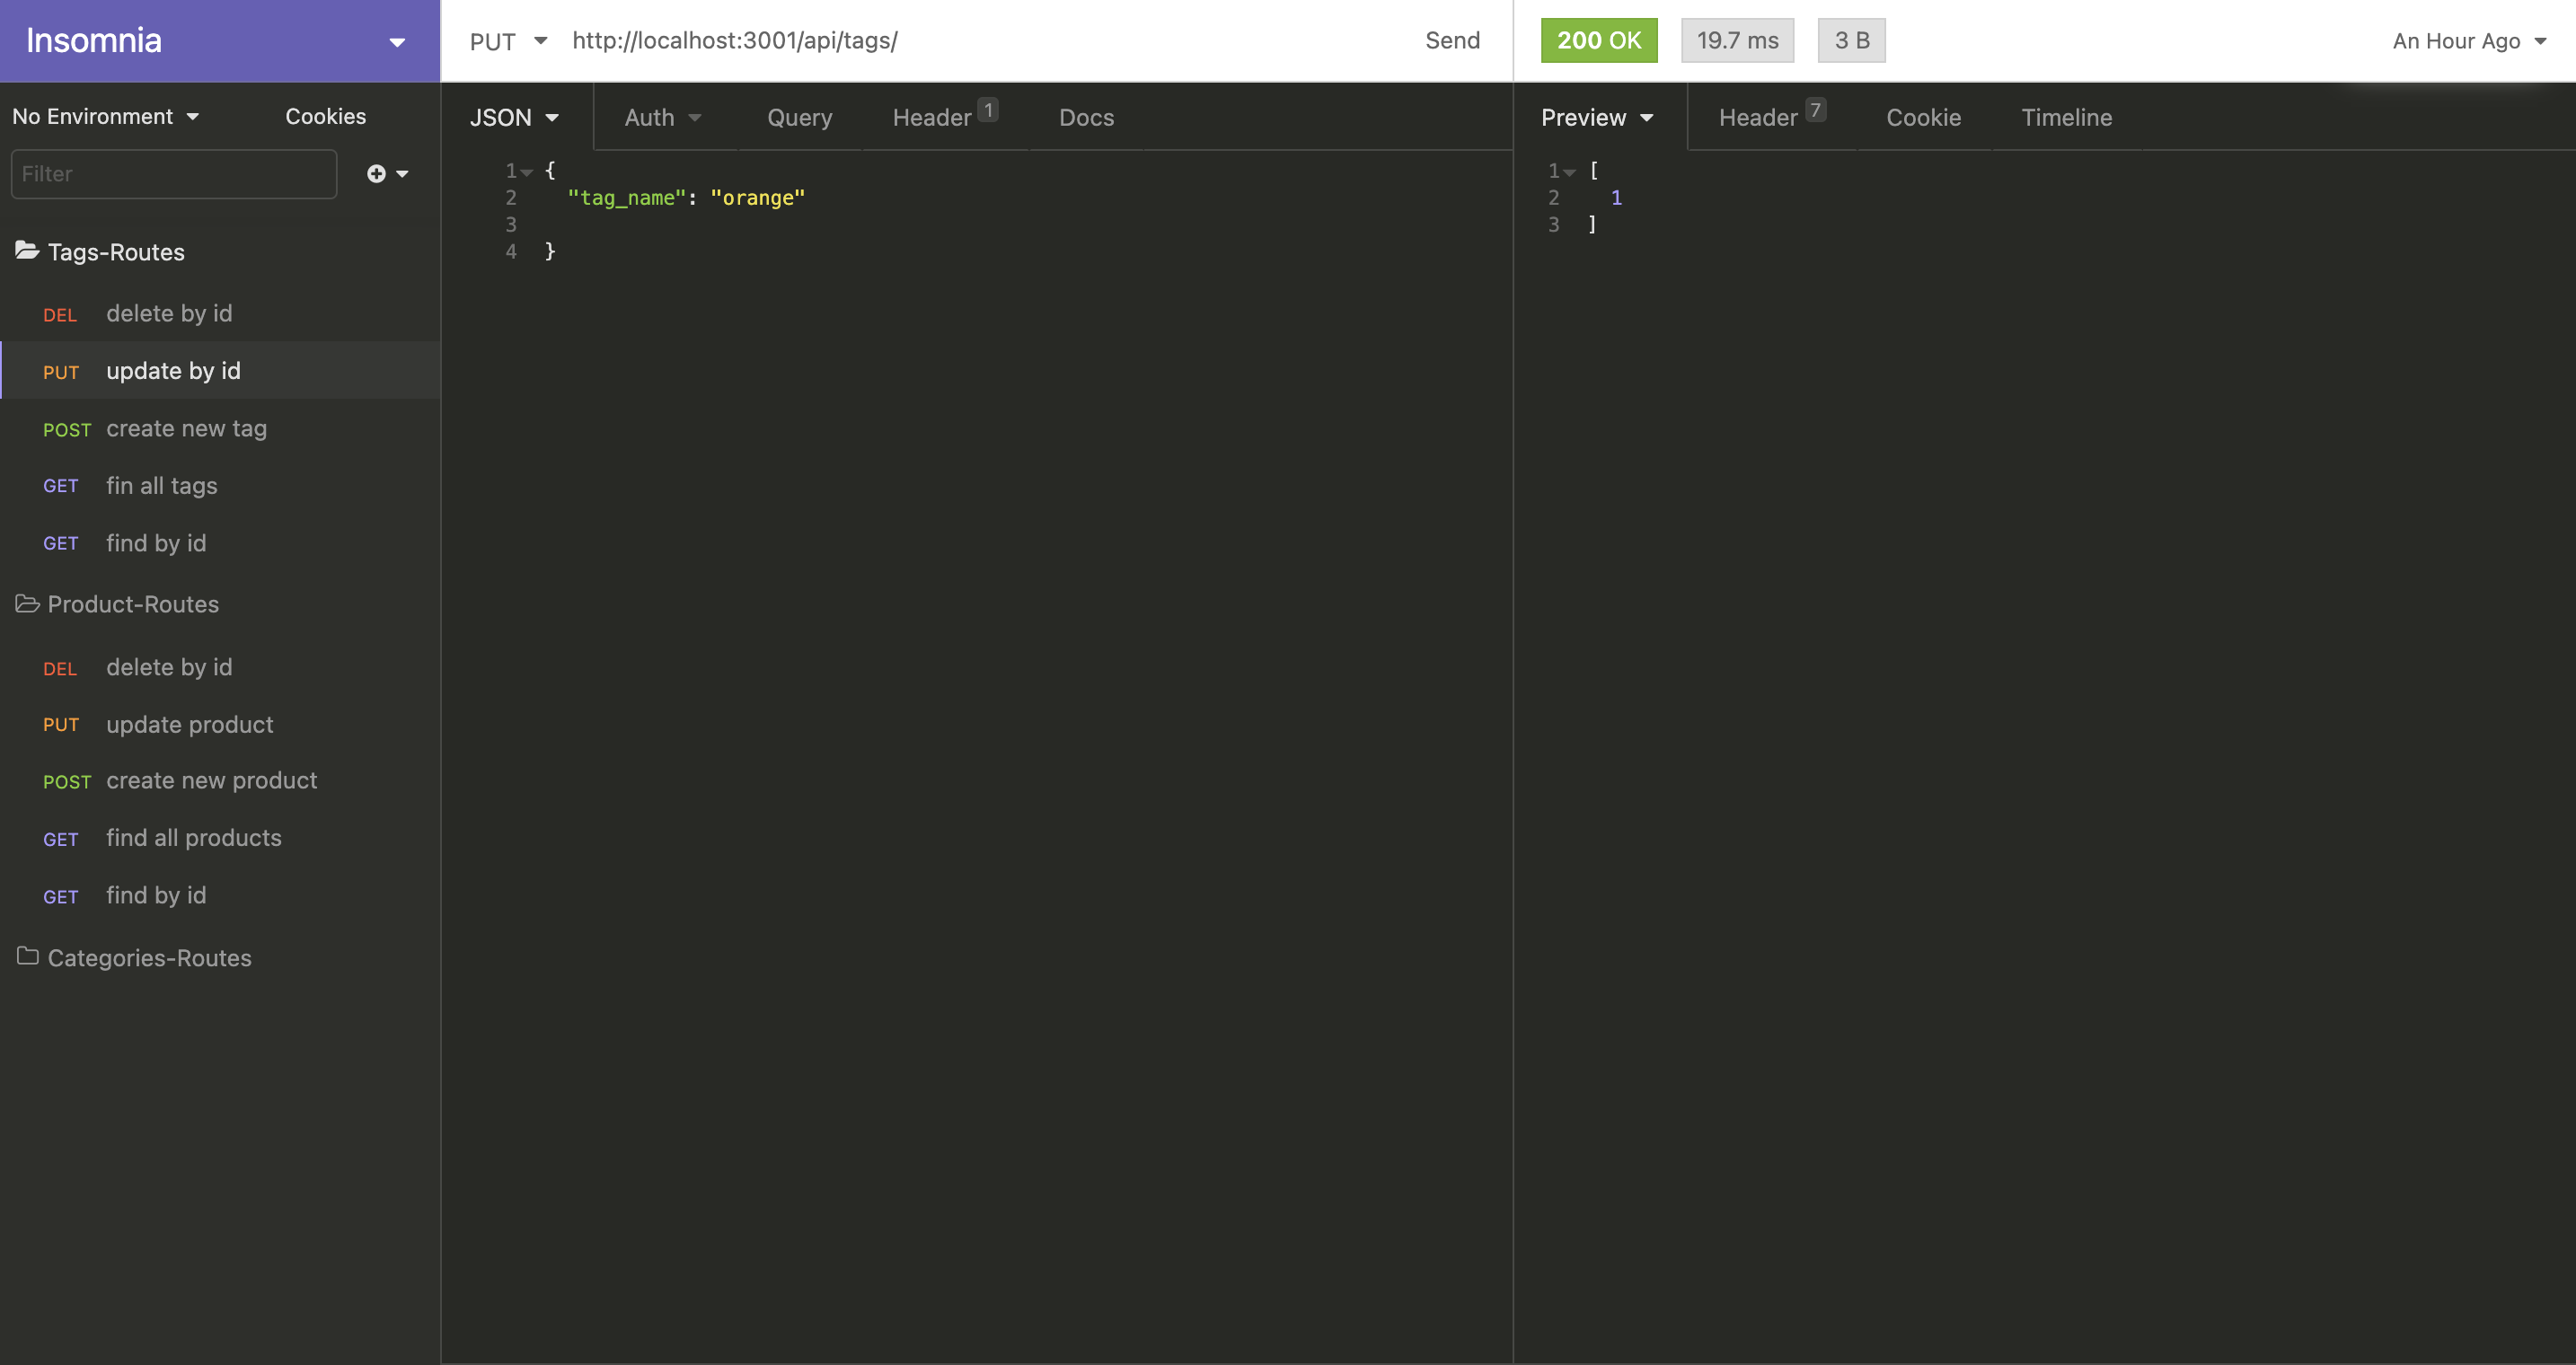 Insomnia
No Environment
Cookies
Filter
Tags-Routes
DEL delete by id
PUT update by id
POST create new tag
GET fin all tags
GET find by id
Product-Routes
DEL delete by id
PUT update product
POST create new product
GET find all products
GET find by id
Categories-Routes
PUT http://localhost:3001/api/tags/ Send
JSON Auth Query Header 1 Docs
1 {
2 "tag_name": "orange"
3
4 }
200 OK 19.7 ms 3 B An Hour Ago
Preview Header 7 Cookie Timeline
1 [
2 1
3 ]